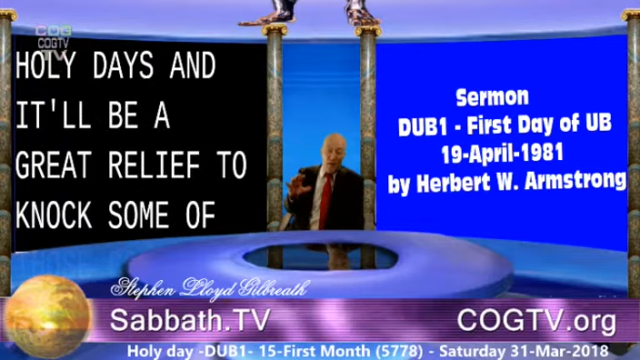 COG
COGTV
TV
HOLY DAYS AND
IT'LL BE A
GREAT RELIEF TO
KNOCK SOME OF
Sermon
DUB1 - First Day of UB
19-April-1981
by Herbert W. Armstrong
Stephen Lloyd Gilbreath
Sabbath.TV
COGTV.org
Holy day -DUB1- 15-First Month (5778) - Saturday 31-Mar-2018